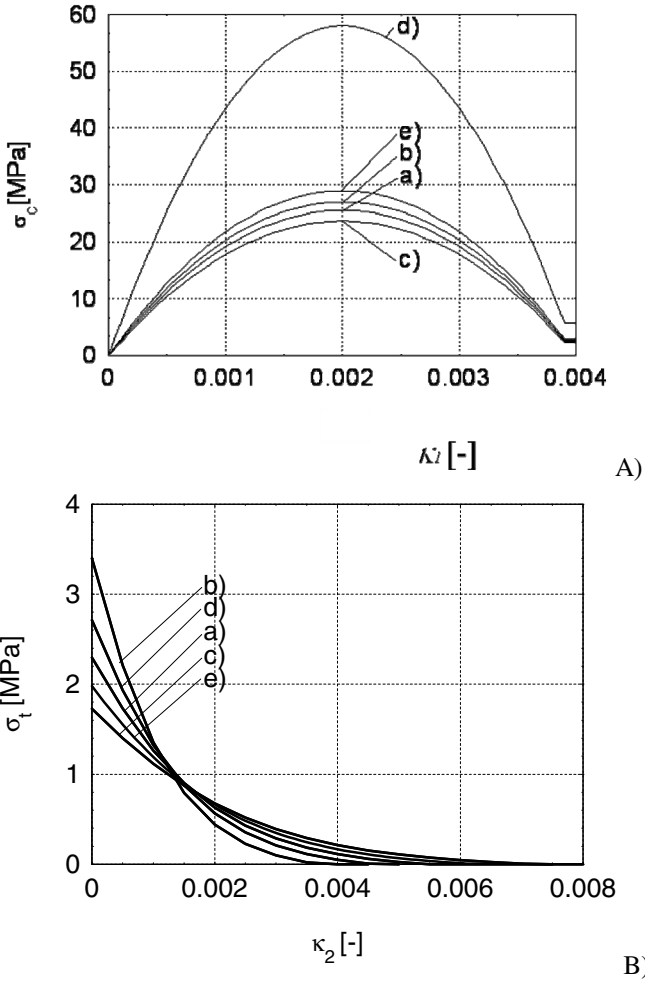 60
50
40
30
20
10
0
σc [MPa]
d)
e)
b)
a)
c)
0 0.001 0.002 0.003 0.004
κ1 [-]
A)
4
3
2
1
0
σt [MPa]
b)
d)
a)
c)
e)
0 0.002 0.004 0.006 0.008
κ2 [-]
B)